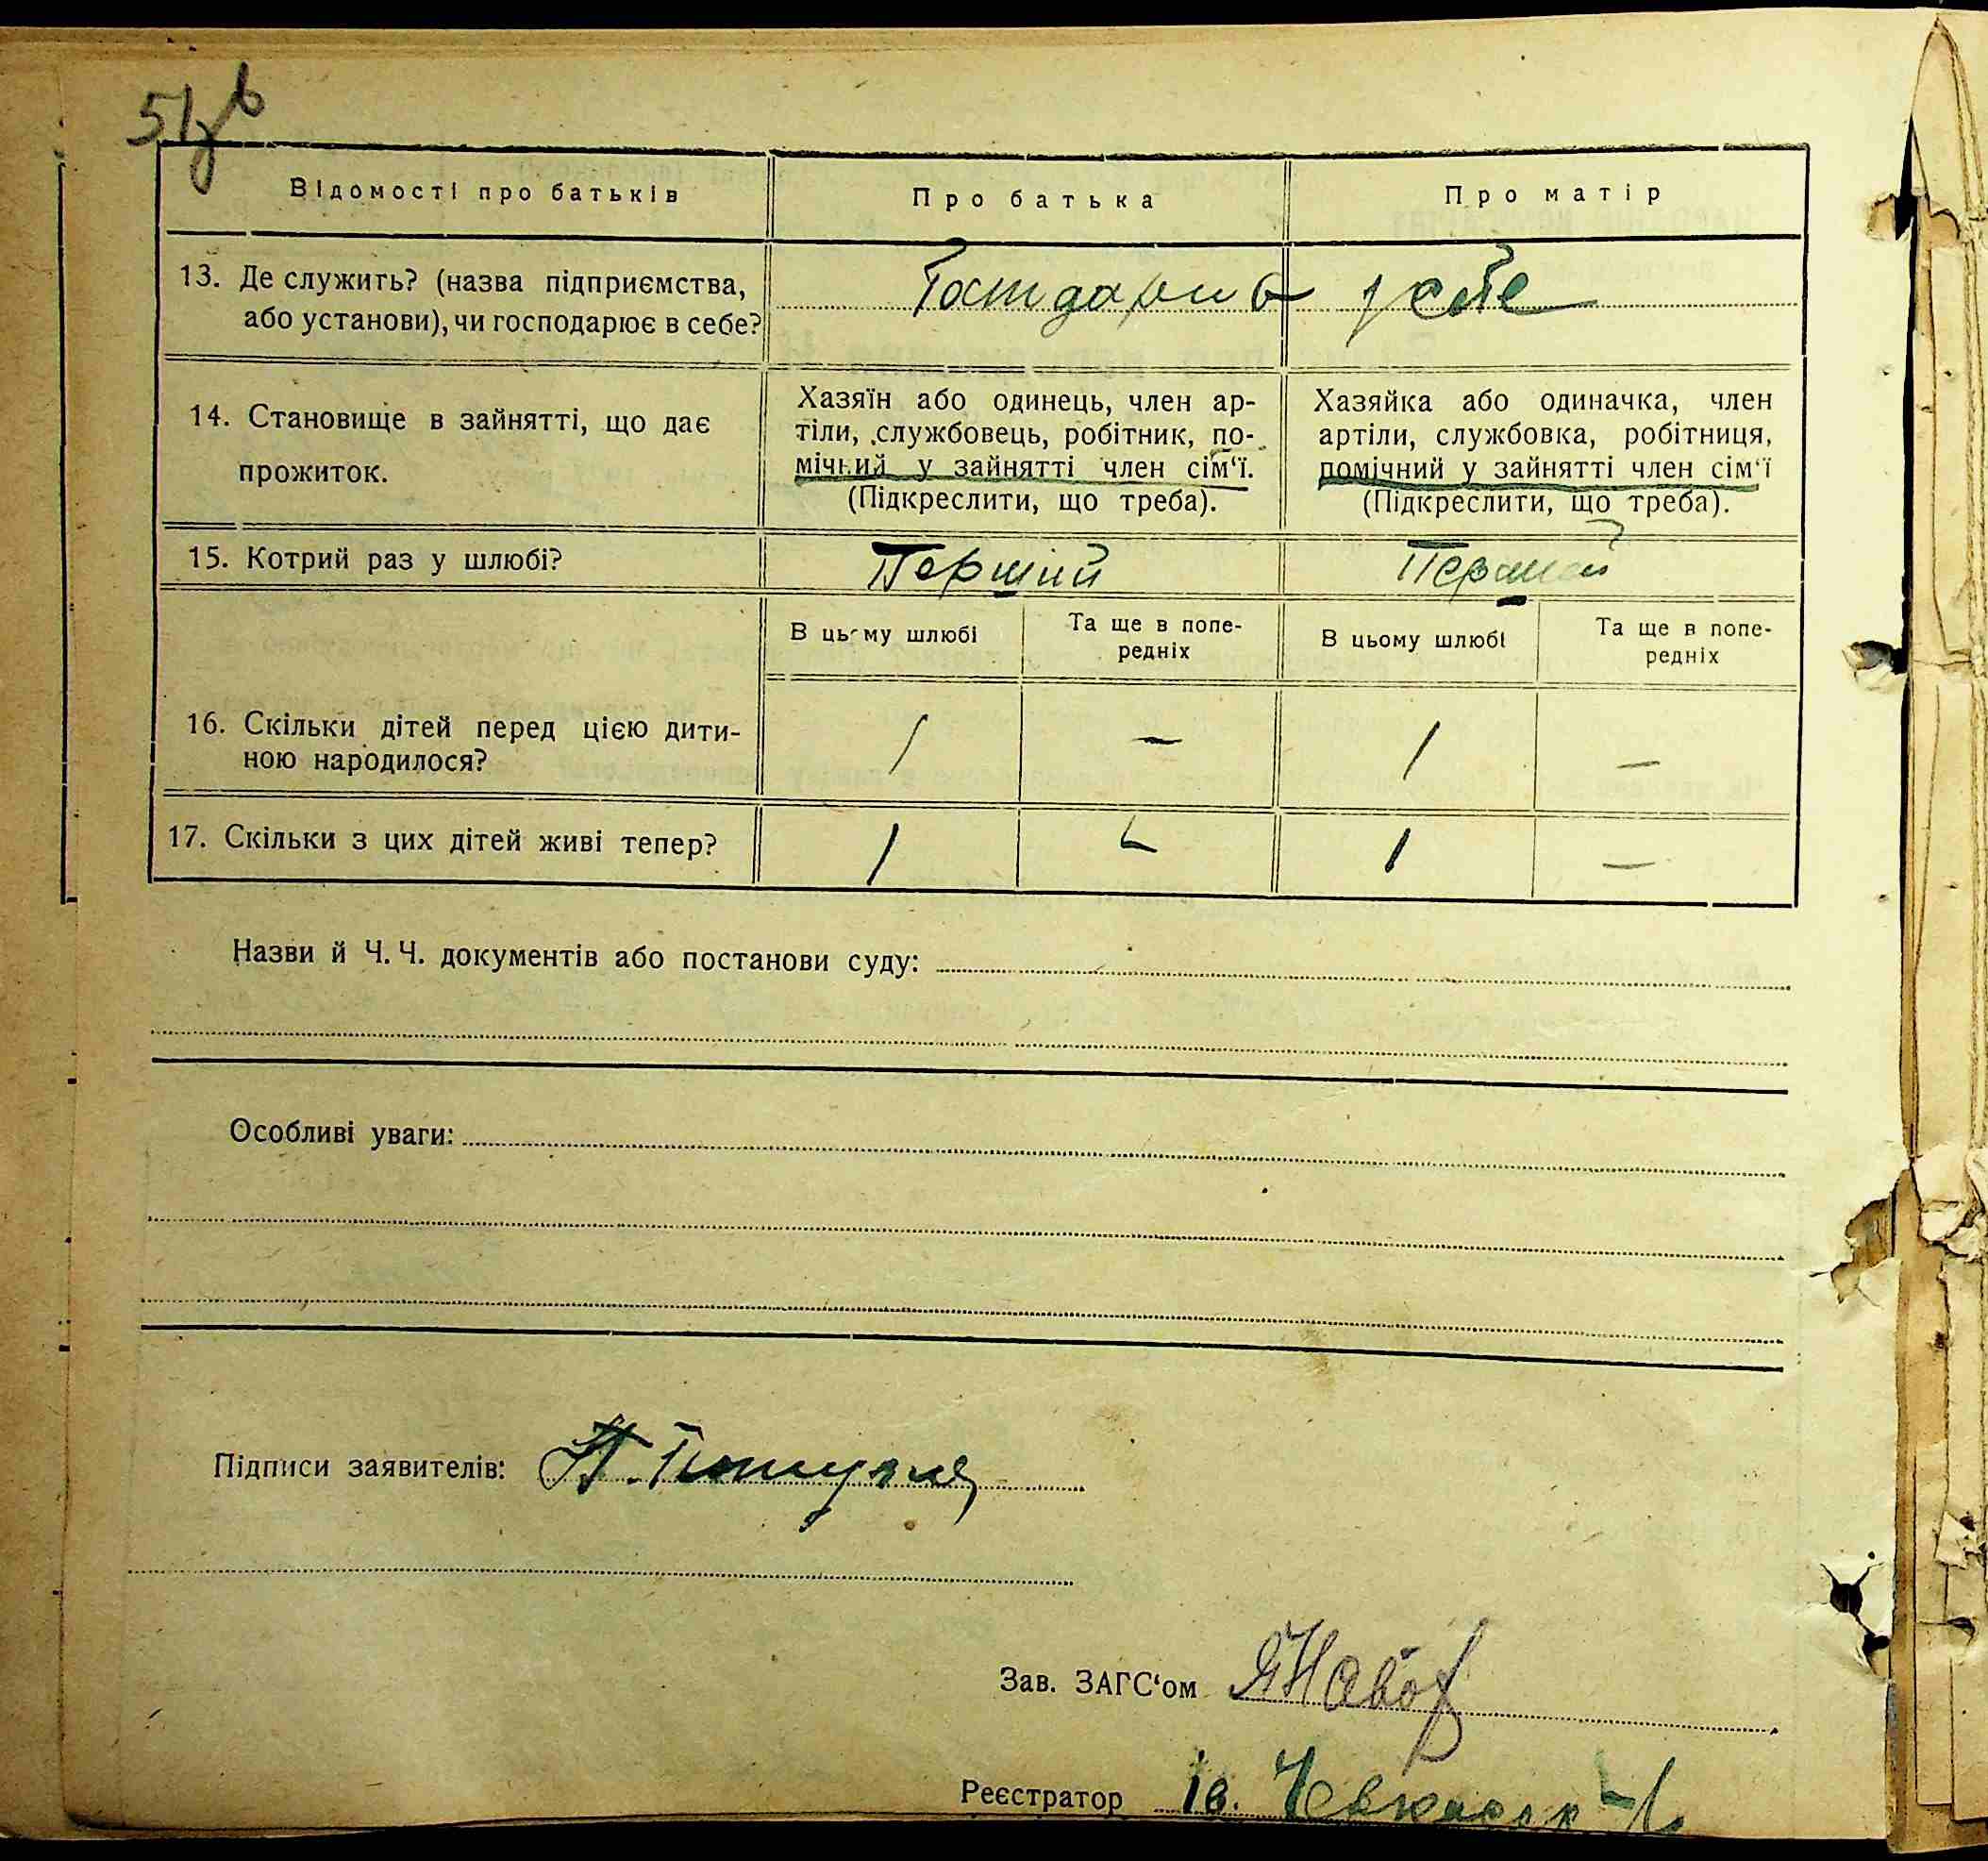 51
Відомості про батьків
Про батька
Про матір
13. Де служить? (назва підприємства,
або установи), чи господарює в себе?
в себе
14. Становище в зайнятті, що дає
прожиток.
Хазяїн або одинець, член ар-
тіли, службовець, робітник, по-
мічний у зайнятті член сім'ї.
(Підкреслити, що треба).
Хазяйка або одиначка, член
артіли, службовка, робітниця,
помічний у зайнятті член сім'ї
(Підкреслити, що треба).
15. Котрий раз у шлюбі?
Перший
Перший
В цьому шлюбі
Та ще в попе-
редніх
В цьому шлюбі
Та ще в попе-
редніх
16. Скільки дітей перед цією дити-
ною народилося?
1 — 1 —
17. Скільки з цих дітей живі тепер?
1 — 1 —
Назви й Ч. Ч. документів або постанови суду:
Особливі уваги:
Підписи заявителів:
Зав. ЗАГС'ом
Реєстратор Ів.